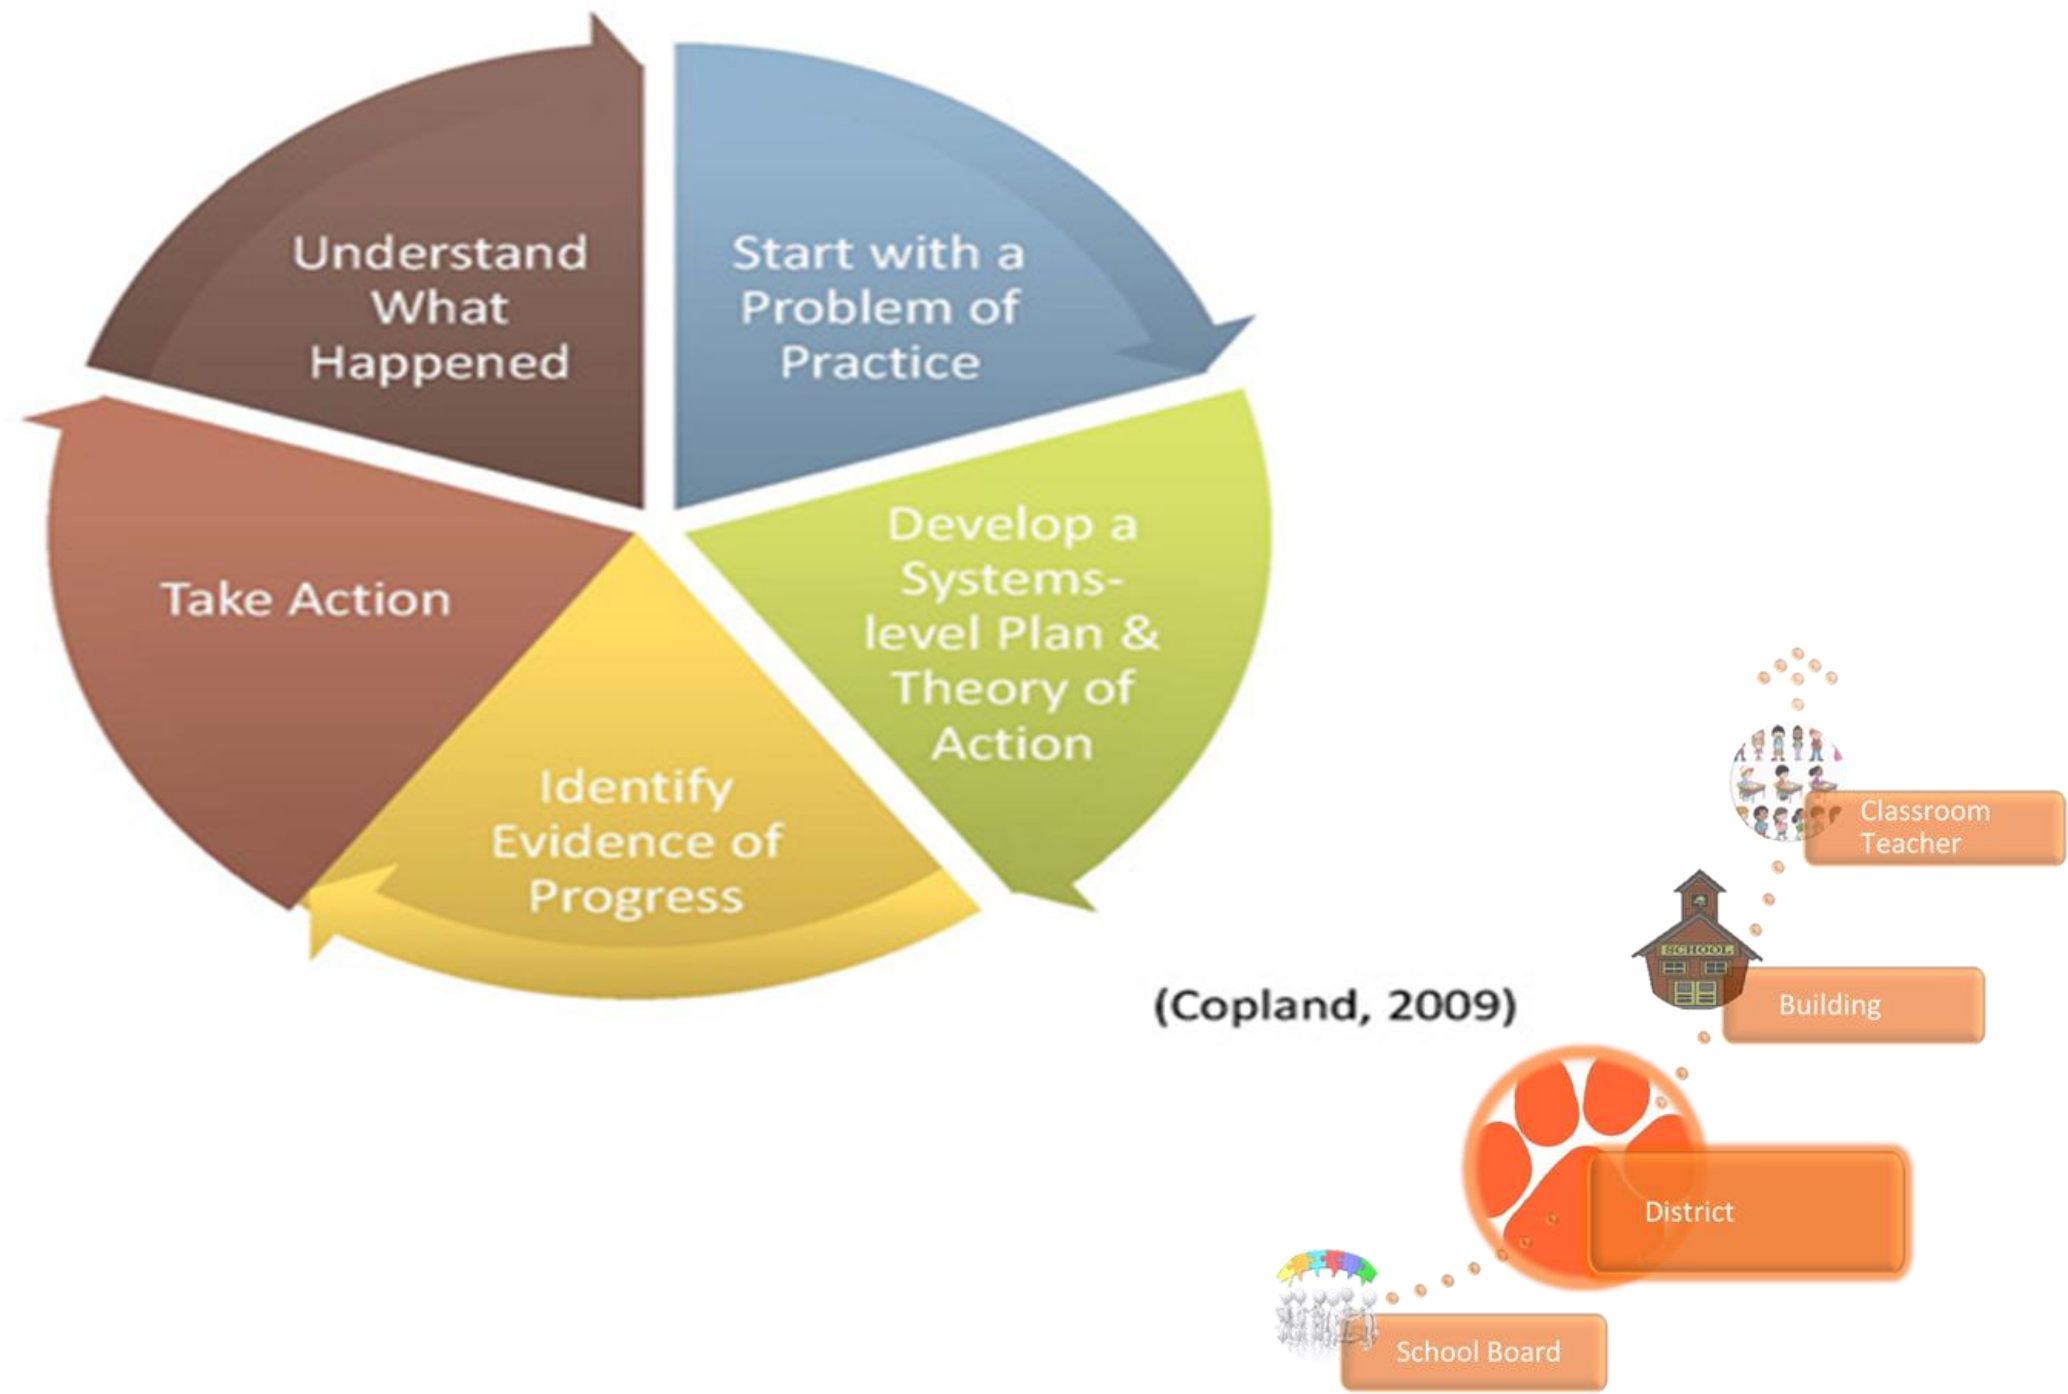 Understand
What
Happened
Start with a
Problem of
Practice
Develop a
Systems-
level Plan &
Theory of
Action
Identify
Evidence of
Progress
Take Action
(Copland, 2009)
Classroom
Teacher
SCHOOL
Building
District
School Board